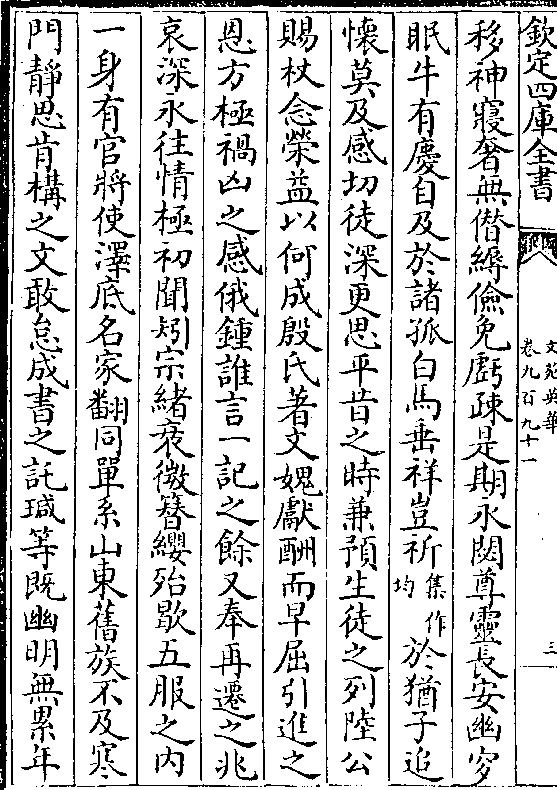 欽定四庫全書
文苑英華
卷九百九十一
三
移神寢奢無僭縟儉免虧疎是期永閟尊靈長安幽穸
眠牛有慶自及於諸孤白馬垂祥豈祈集作均於猶子追
懷莫及感切徒深更思平昔之時兼預生徒之列陸公
賜杖念榮益以何成殷氏著文媿獻酬而早屈引進之
恩方極禍凶之感俄鍾誰言一記之餘又奉再遷之兆
哀深永往情極初聞矧宗緒衰微簪纓殆歇五服之內
一身有官將使澤底名家翻同單系山東舊族不及寒
門靜思肯構之文敢怠成書之託瑊等既幽明無累年